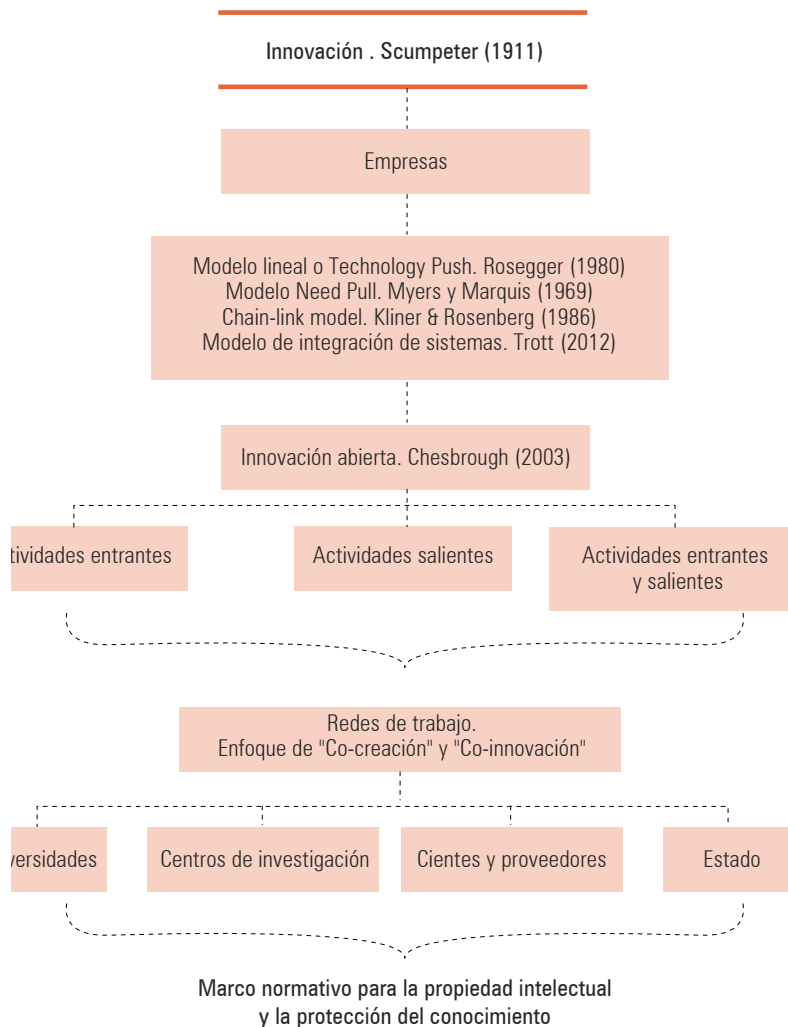 Innovación . Scumpeter (1911)
Empresas
Modelo lineal o Technology Push. Rosegger (1980)
Modelo Need Pull. Myers y Marquis (1969)
Chain-link model. Kliner & Rosenberg (1986)
Modelo de integración de sistemas. Trott (2012)
Innovación abierta. Chesbrough (2003)
tividades entrantes
Actividades salientes
Actividades entrantes
y salientes
Redes de trabajo.
Enfoque de "Co-creación" y "Co-innovación"
versidades
Centros de investigación
Cientes y proveedores
Estado
Marco normativo para la propiedad intelectual
y la protección del conocimiento